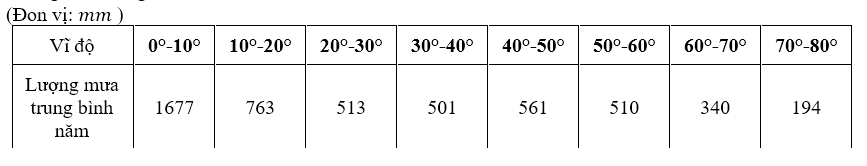 (Đon vị: mm )
Vĩ độ 0°-10° 10°-20° 20°-30° 30°-40° 40°-50° 50°-60° 60°-70° 70°-80°
Lượng mưa
trung bình
năm
1677 763 513 501 561 510 340 194